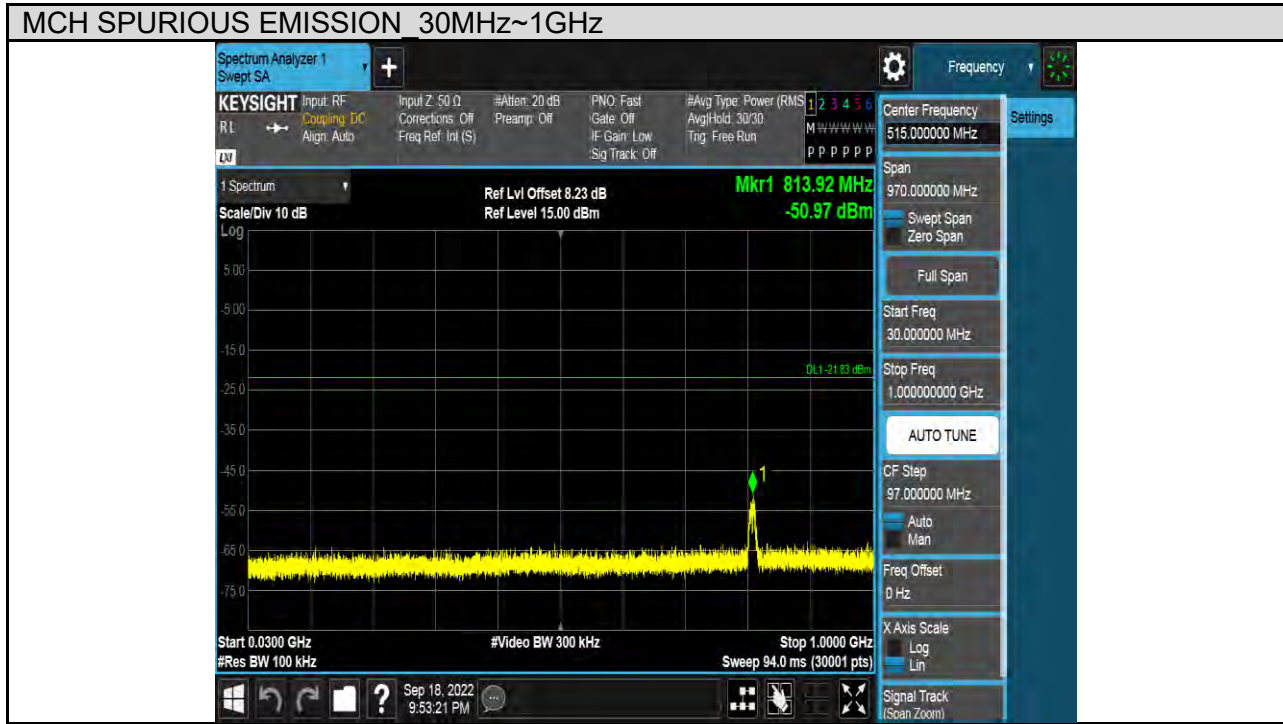 MCH SPURIOUS EMISSION_30MHz~1GHz
Spectrum Analyzer 1
Swept SA
+
Frequency
KEYSIGHT
RL
LXI
Input: RF
Coupling: DC
Align: Auto
Input Z: 50 Ω
Corrections: Off
Freq Ref: Int (S)
#Atten: 20 dB
Preamp: Off
PNO: Fast
Gate: Off
IF Gain: Low
Sig Track: Off
#Avg Type: Power (RMS
Avg|Hold: 30/30
Trig: Free Run
1 2 3 4 5 6
M W W W W W
P P P P P P
Center Frequency
515.000000 MHz
Settings
Span
970.000000 MHz
Swept Span
Zero Span
Full Span
Start Freq
30.000000 MHz
Stop Freq
1.000000000 GHz
AUTO TUNE
CF Step
97.000000 MHz
Auto
Man
Freq Offset
0 Hz
X Axis Scale
Log
Lin
Signal Track
(Span Zoom)
1 Spectrum
Scale/Div 10 dB
Log
Ref Lvl Offset 8.23 dB
Ref Level 15.00 dBm
Mkr1 813.92 MHz
-50.97 dBm
5.00
-5.00
-15.0
DL1 -21.83 dBm
-25.0
-35.0
-45.0
1
-55.0
-65.0
-75.0
Start 0.0300 GHz
#Res BW 100 kHz
#Video BW 300 kHz
Stop 1.0000 GHz
Sweep 94.0 ms (30001 pts)
?
Sep 18, 2022
9:53:21 PM